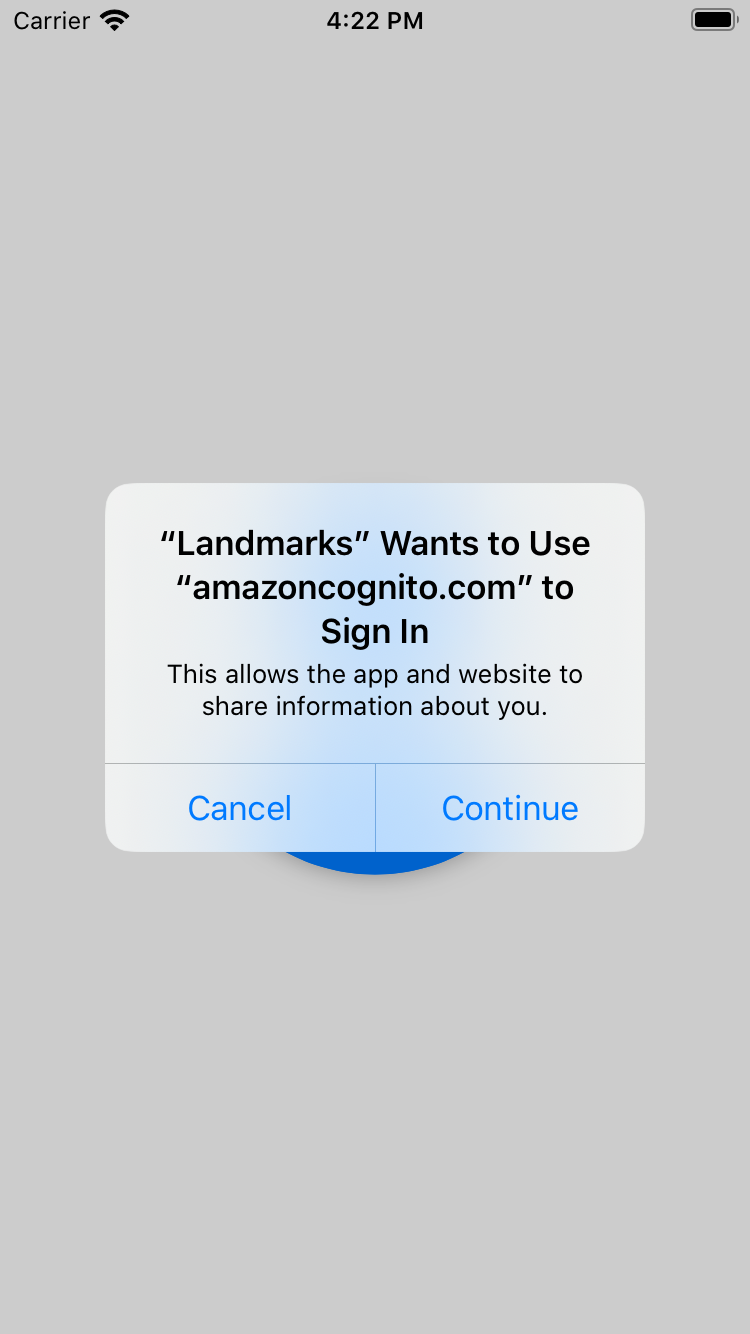 Carrier 4:22 PM
“Landmarks” Wants to Use
“amazoncognito.com” to
Sign In
This allows the app and website to
share information about you.
Cancel Continue